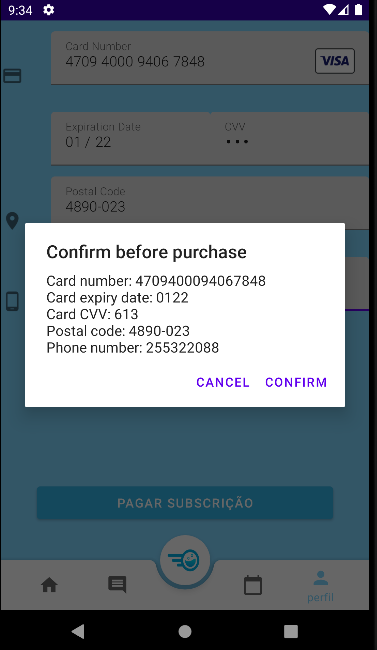 9:34
Card Number
4709 4000 9406 7848
VISA
Expiration Date
01 / 22
CVV
•••
Postal Code
4890-023
Confirm before purchase
Card number: 4709400094067848
Card expiry date: 0122
Card CVV: 613
Postal code: 4890-023
Phone number: 255322088
CANCEL
CONFIRM
PAGAR SUBSCRIÇÃO
perfil